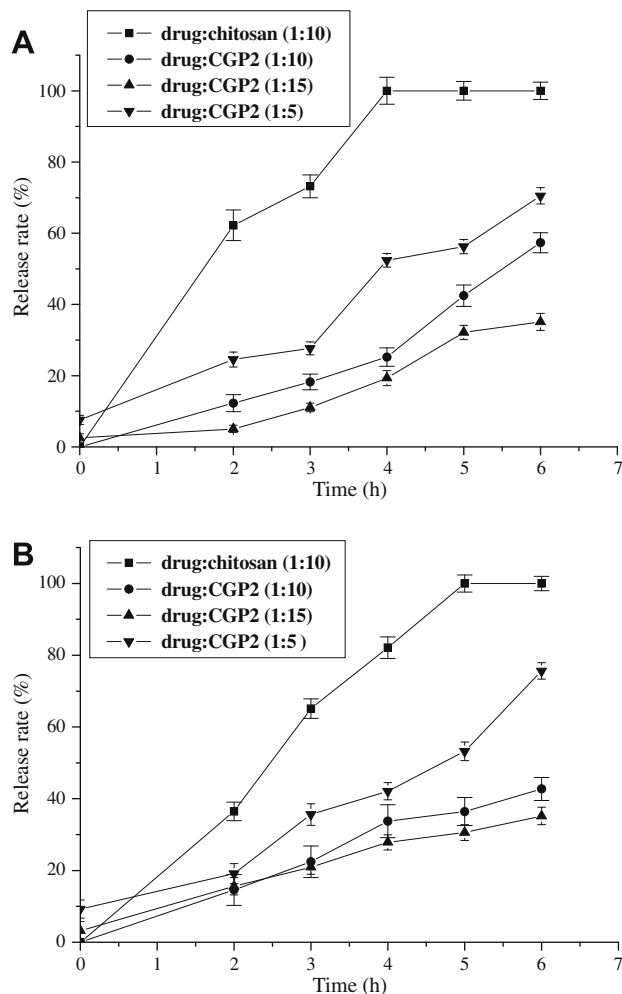 A
drug:chitosan (1:10)
drug:CGP2 (1:10)
drug:CGP2 (1:15)
drug:CGP2 (1:5)
Release rate (%)
100
80
60
40
20
0
0 1 2 3 4 5 6 7
Time (h)
B
drug:chitosan (1:10)
drug:CGP2 (1:10)
drug:CGP2 (1:15)
drug:CGP2 (1:5 )
Release rate (%)
100
80
60
40
20
0
0 1 2 3 4 5 6 7
Time (h)